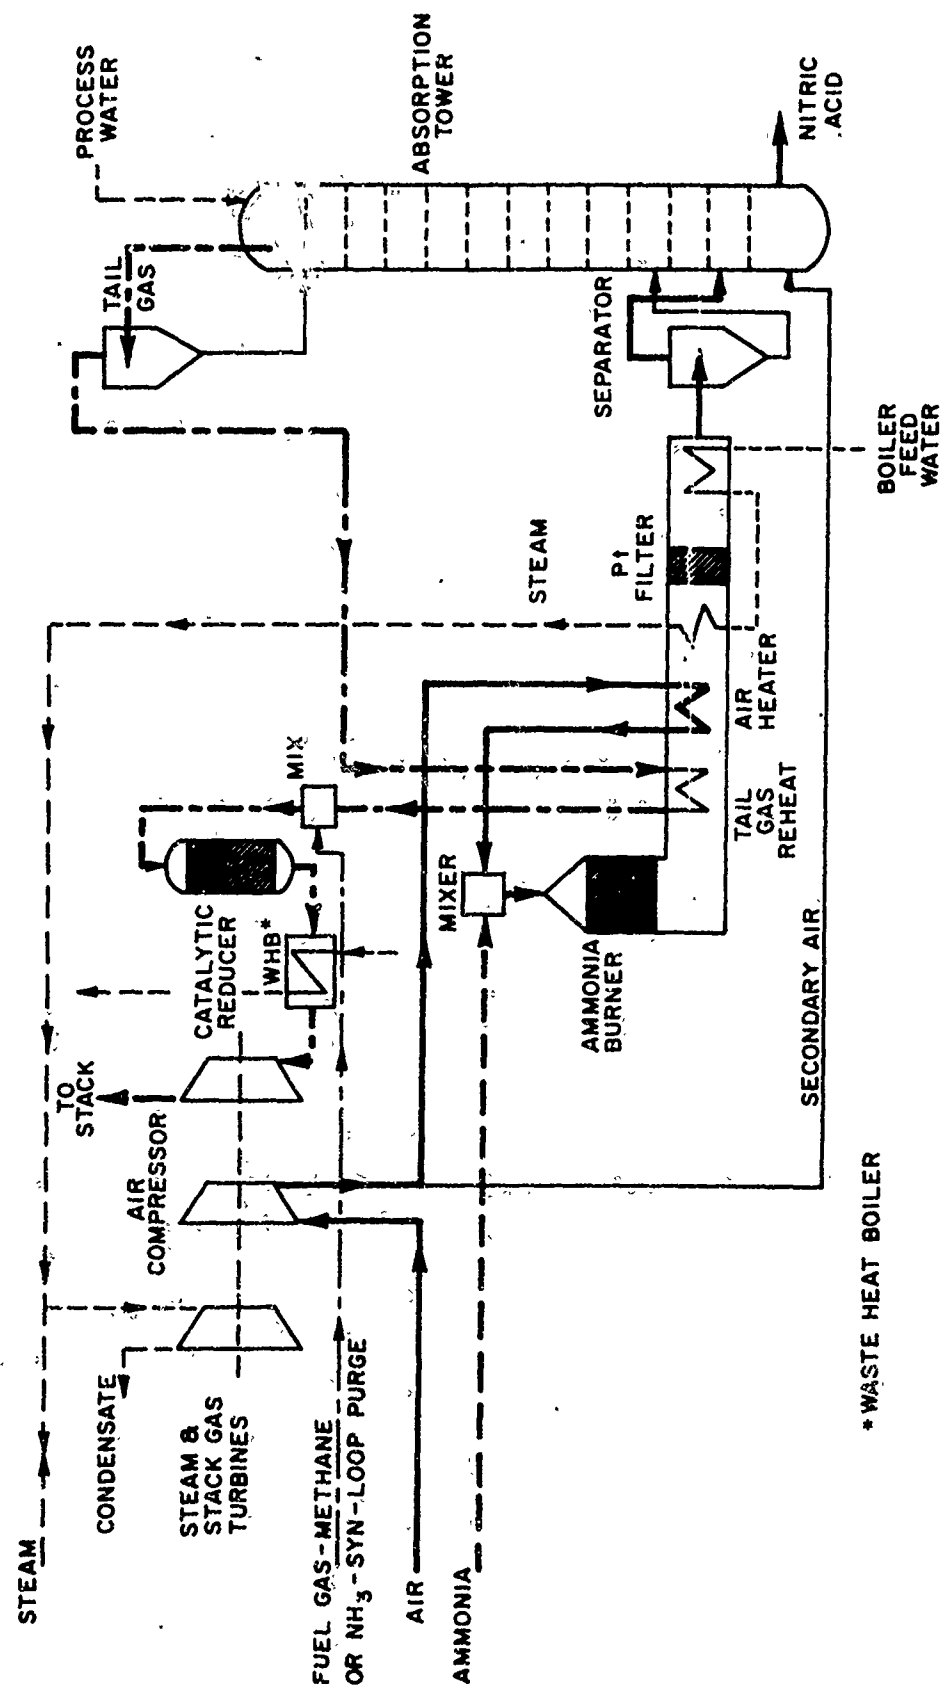 STEAM
CONDENSATE
STEAM &
STACK GAS
TURBINES
FUEL GAS-METHANE
OR NH3-SYN-LOOP PURGE
AIR
AMMONIA
AIR
COMPRESSOR
TO
STACK
CATALYTIC
REDUCER
WHB*
MIX
MIXER
AMMONIA
BURNER
TAIL
GAS
REHEAT
AIR
HEATER
STEAM
Pt
FILTER
SEPARATOR
TAIL
GAS
PROCESS
WATER
ABSORPTION
TOWER
NITRIC
ACID
BOILER
FEED
WATER
SECONDARY AIR
*WASTE HEAT BOILER